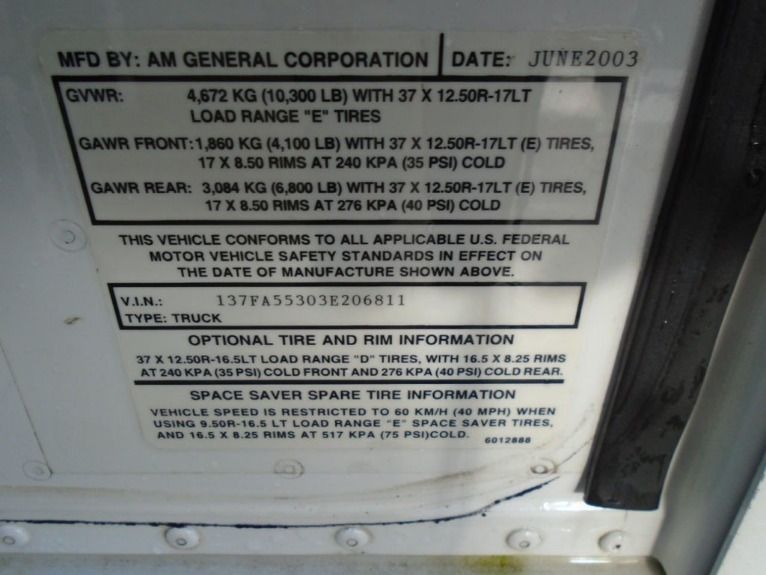 MFD BY: AM GENERAL CORPORATION DATE: JUNE2003
GVWR: 4,672 KG (10,300 LB) WITH 37 X 12.50R-17LT
LOAD RANGE "E" TIRES
GAWR FRONT: 1,860 KG (4,100 LB) WITH 37 X 12.50R-17LT (E) TIRES,
17 X 8.50 RIMS AT 240 KPA (35 PSI) COLD
GAWR REAR: 3,084 KG (6,800 LB) WITH 37 X 12.50R-17LT (E) TIRES,
17 X 8.50 RIMS AT 276 KPA (40 PSI) COLD
THIS VEHICLE CONFORMS TO ALL APPLICABLE U.S. FEDERAL
MOTOR VEHICLE SAFETY STANDARDS IN EFFECT ON
THE DATE OF MANUFACTURE SHOWN ABOVE.
V.I.N.: 137FA55303E206811
TYPE: TRUCK
OPTIONAL TIRE AND RIM INFORMATION
37 X 12.50R-16.5LT LOAD RANGE "D" TIRES, WITH 16.5 X 8.25 RIMS
AT 240 KPA (35 PSI) COLD FRONT AND 276 KPA (40 PSI) COLD REAR.
SPACE SAVER SPARE TIRE INFORMATION
VEHICLE SPEED IS RESTRICTED TO 60 KM/H (40 MPH) WHEN
USING 9.50R-16.5 LT LOAD RANGE "E" SPACE SAVER TIRES,
AND 16.5 X 8.25 RIMS AT 517 KPA (75 PSI)COLD. 6012888